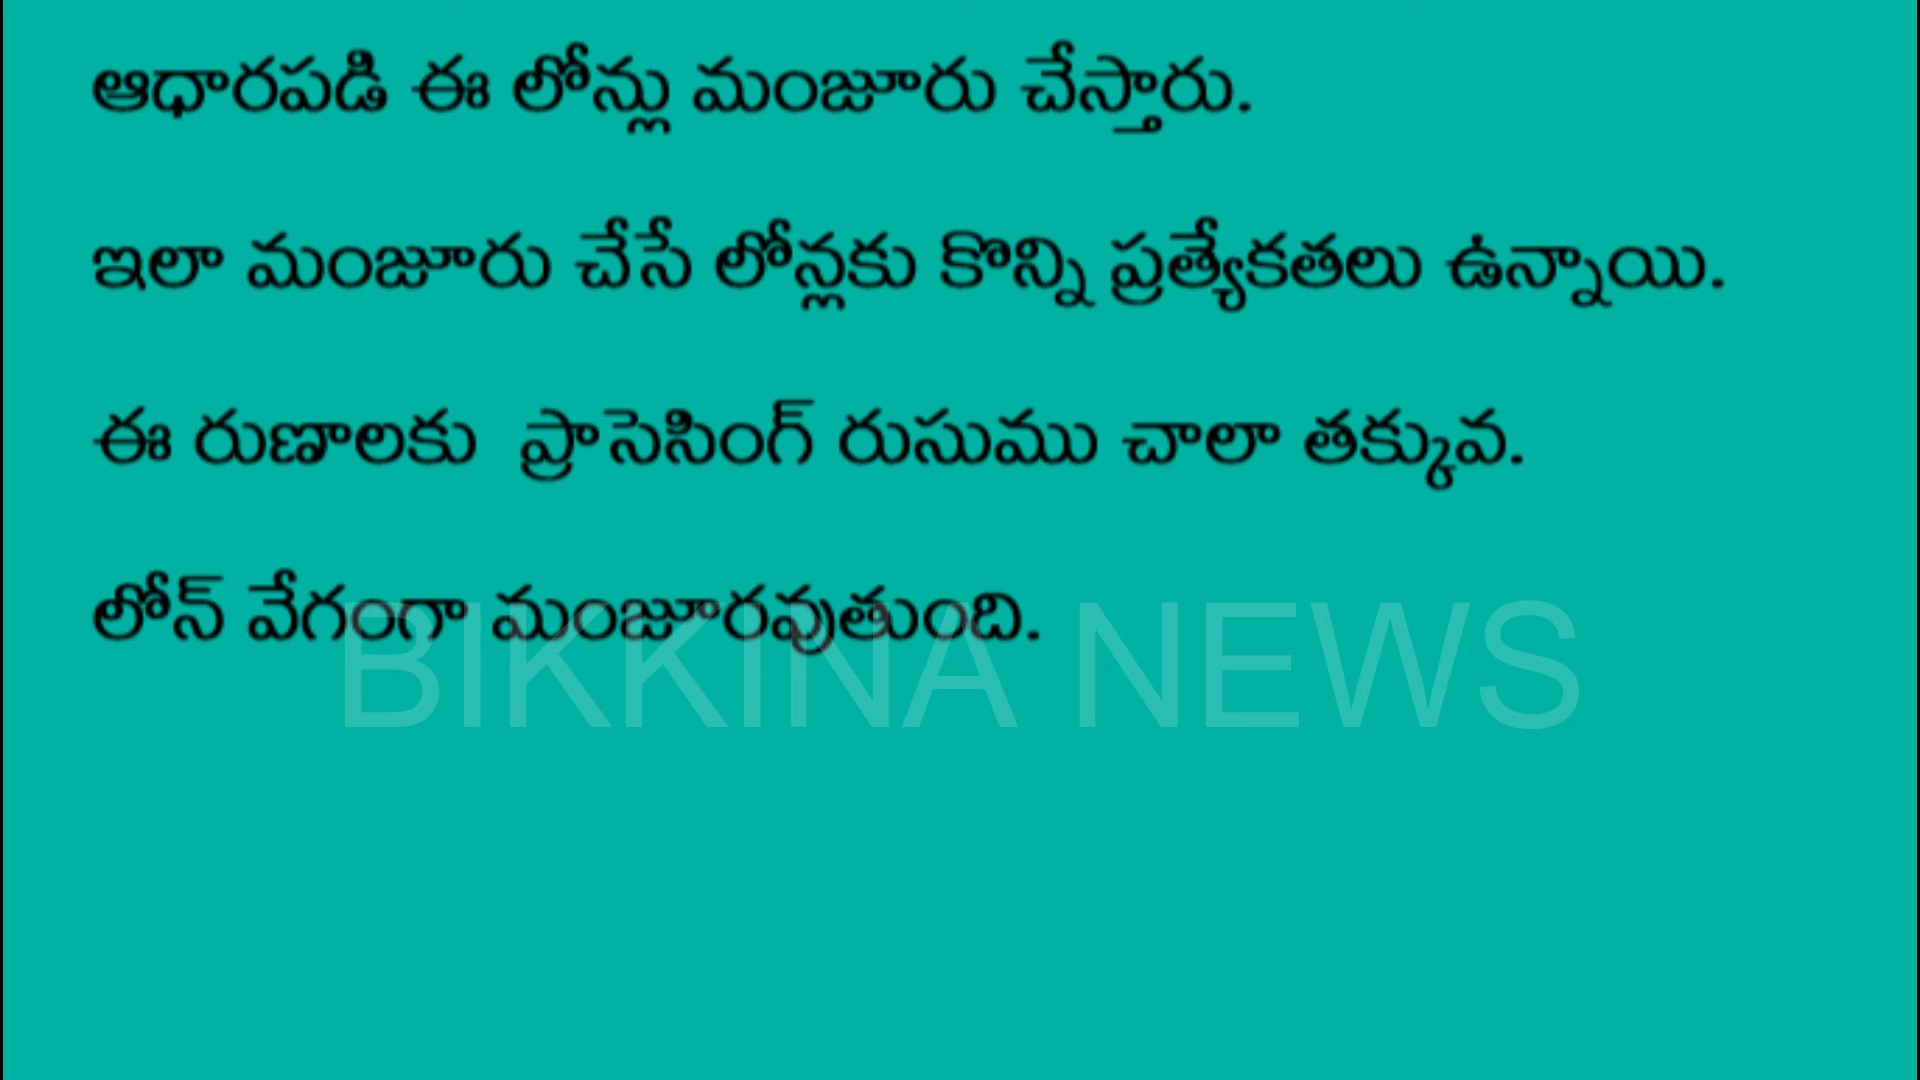 ఆధారపడి ఈ లోన్లు మంజూరు చేస్తారు.
ఇలా మంజూరు చేసే లోన్లకు కొన్ని ప్రత్యేకతలు ఉన్నాయి.
ఈ రుణాలకు  ప్రాసెసింగ్ రుసుము చాలా తక్కువ.
లోన్ వేగంగా మంజూరవుతుంది.
BIKKINA NEWS